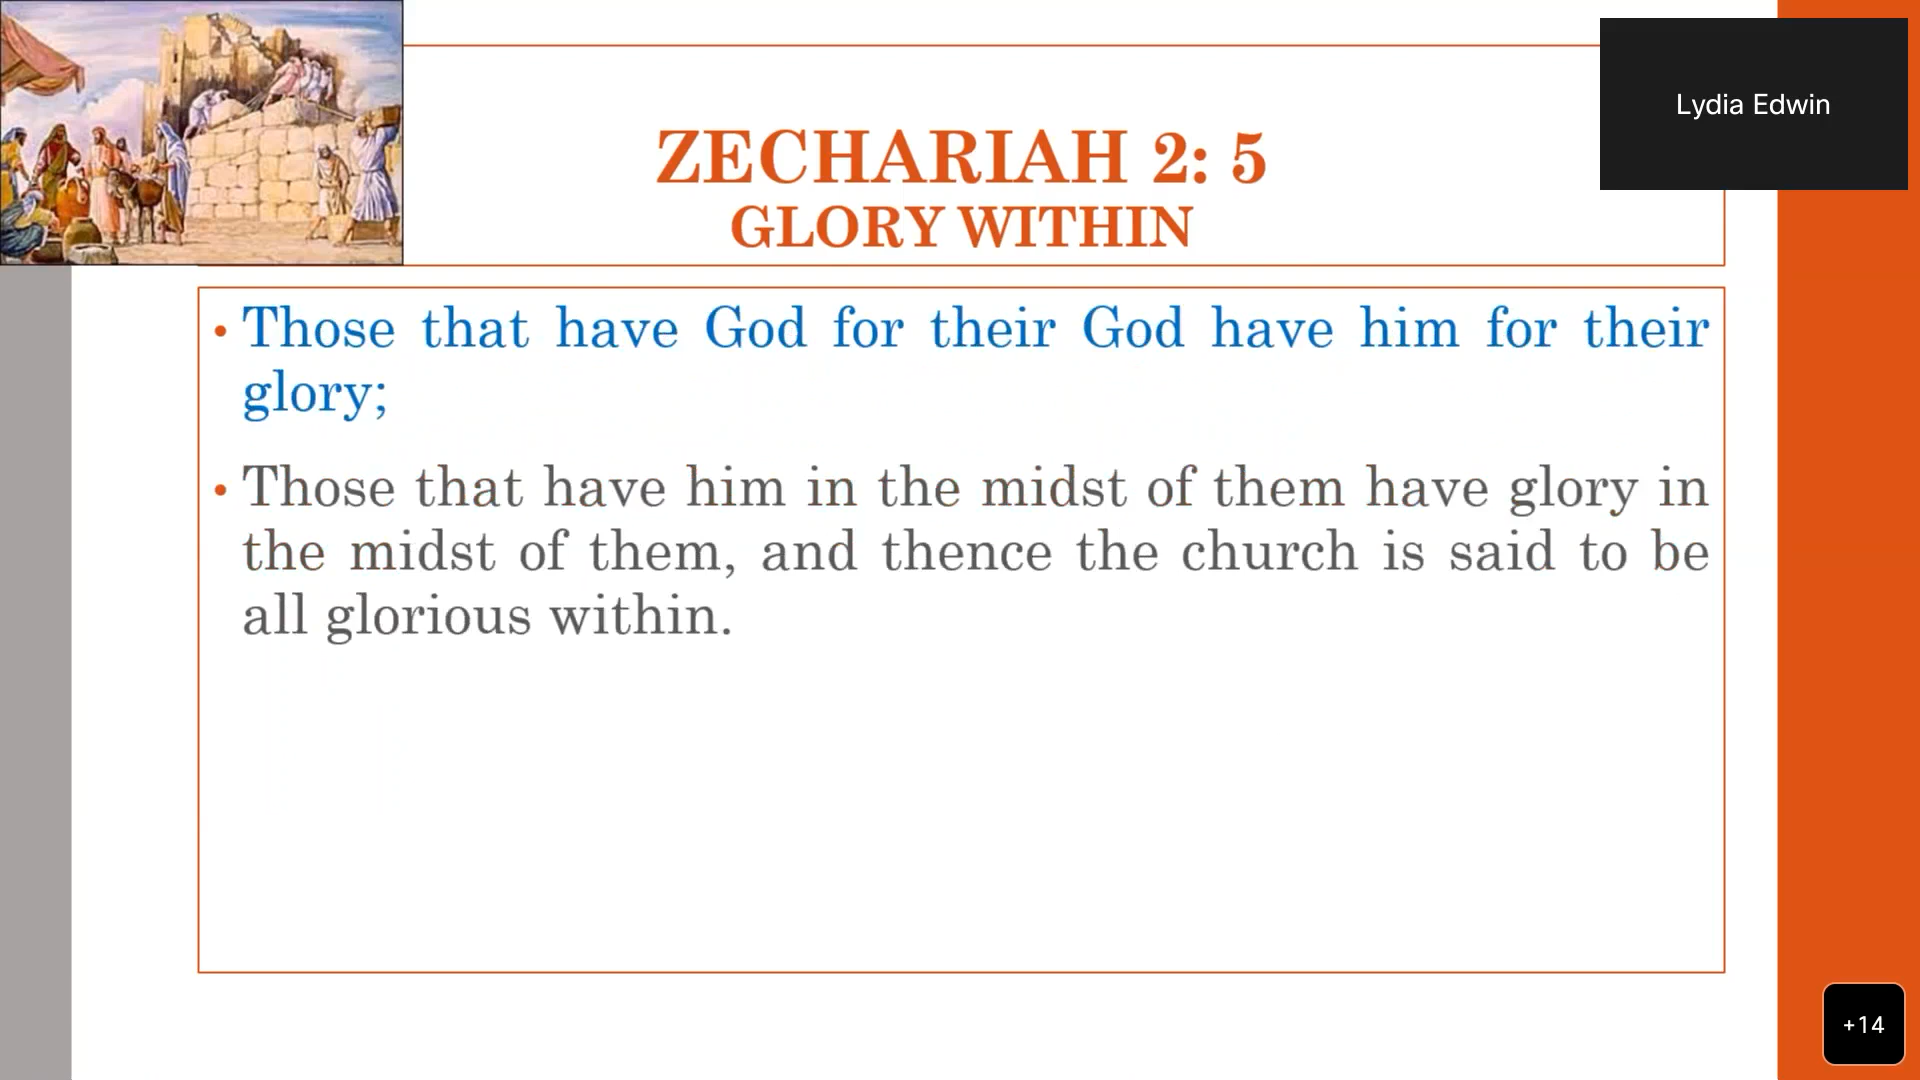 Lydia Edwin
ZECHARIAH 2: 5
GLORY WITHIN
• Those that have God for their God have him for their
glory;
• Those that have him in the midst of them have glory in
the midst of them, and thence the church is said to be
all glorious within.
+14